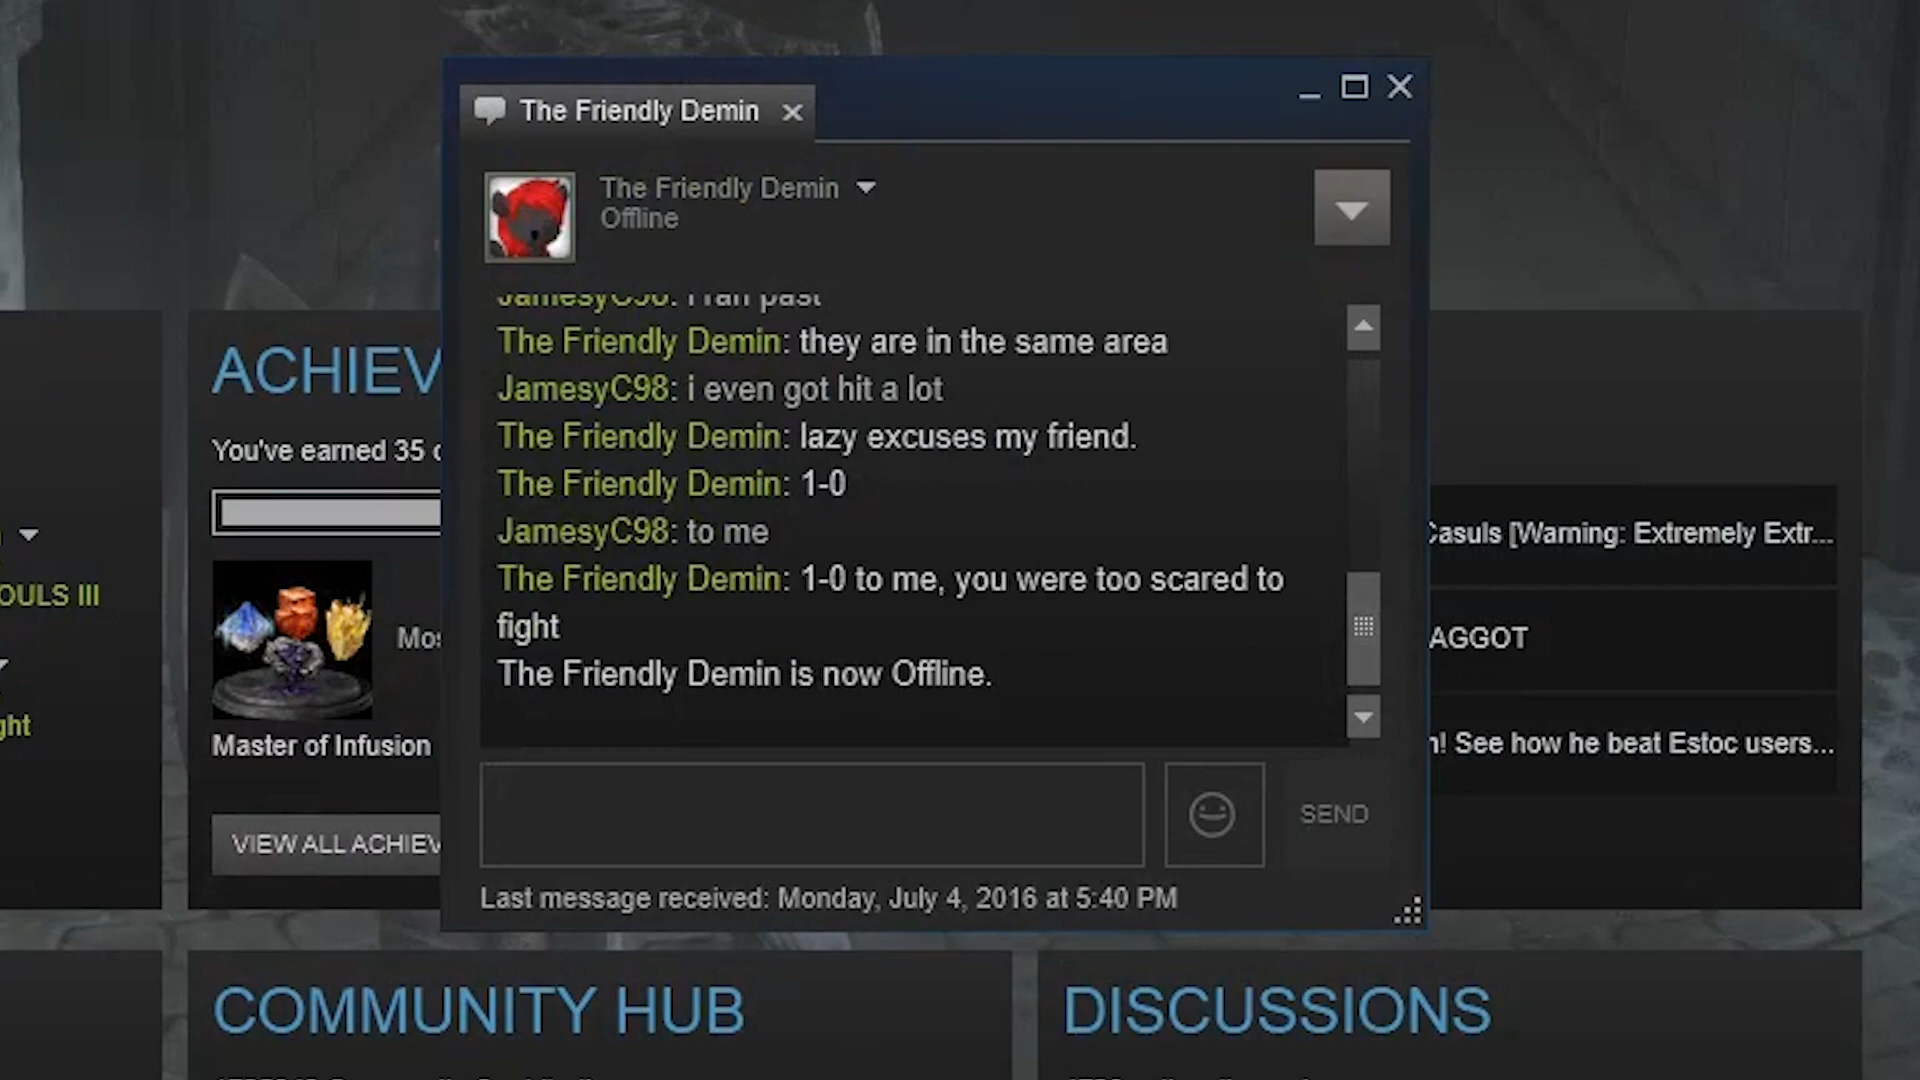 The Friendly Demin
The Friendly Demin
Offline
The Friendly Demin: they are in the same area
JamesyC98: i even got hit a lot
The Friendly Demin: lazy excuses my friend.
The Friendly Demin: 1-0
JamesyC98: to me
The Friendly Demin: 1-0 to me, you were too scared to
fight
The Friendly Demin is now Offline.
SEND
Last message received: Monday, July 4, 2016 at 5:40 PM
OULS III
ght
ACHIEV
You've earned 35
Mos
Master of Infusion
VIEW ALL ACHIEV
Casuls [Warning: Extremely Extr...
AGGOT
! See how he beat Estoc users...
COMMUNITY HUB
DISCUSSIONS